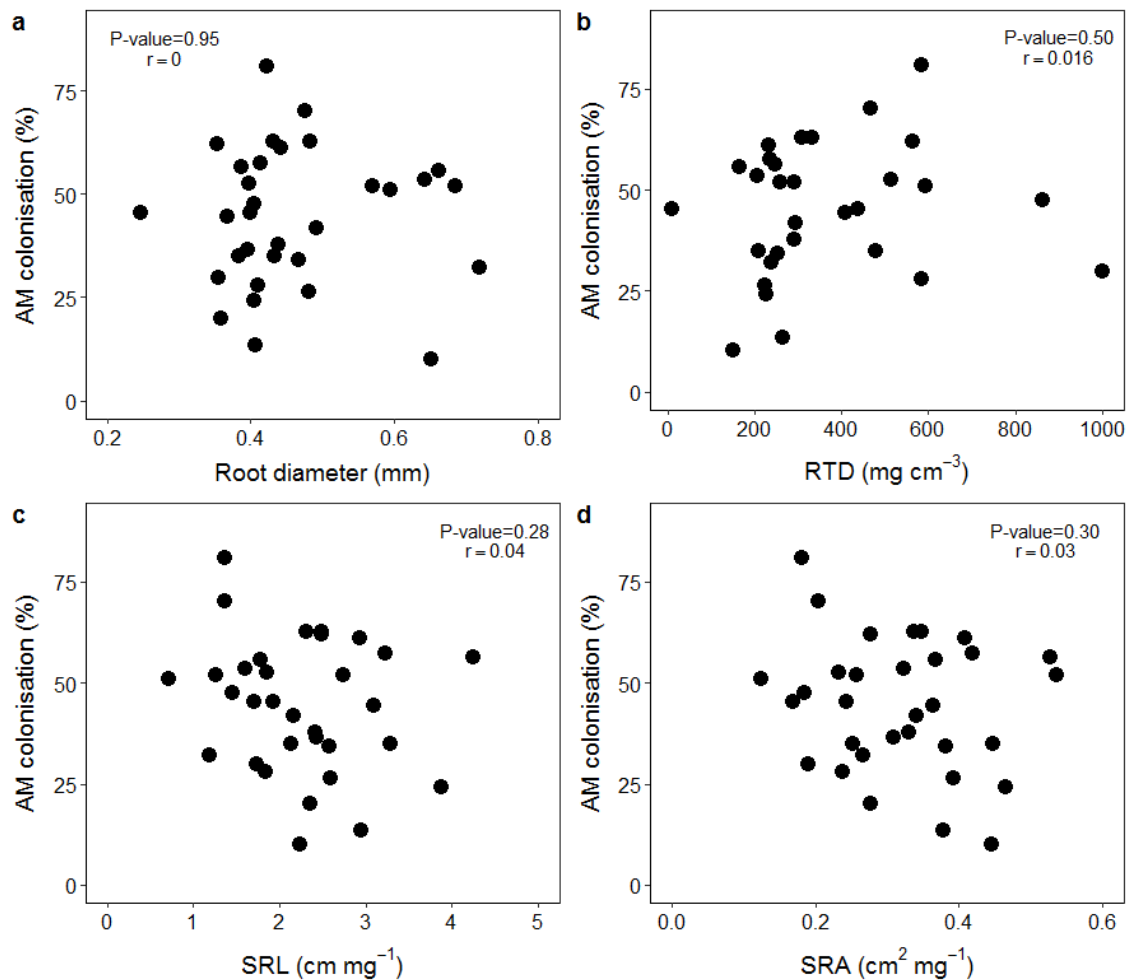 a
P-value=0.95
r = 0
AM colonisation (%)
75
50
25
0
0.2 0.4 0.6 0.8
Root diameter (mm)
b
P-value=0.50
r = 0.016
AM colonisation (%)
75
50
25
0
0 200 400 600 800 1000
RTD (mg cm⁻³)
c
P-value=0.28
r = 0.04
AM colonisation (%)
75
50
25
0
0 1 2 3 4 5
SRL (cm mg⁻¹)
d
P-value=0.30
r = 0.03
AM colonisation (%)
75
50
25
0
0.0 0.2 0.4 0.6
SRA (cm² mg⁻¹)